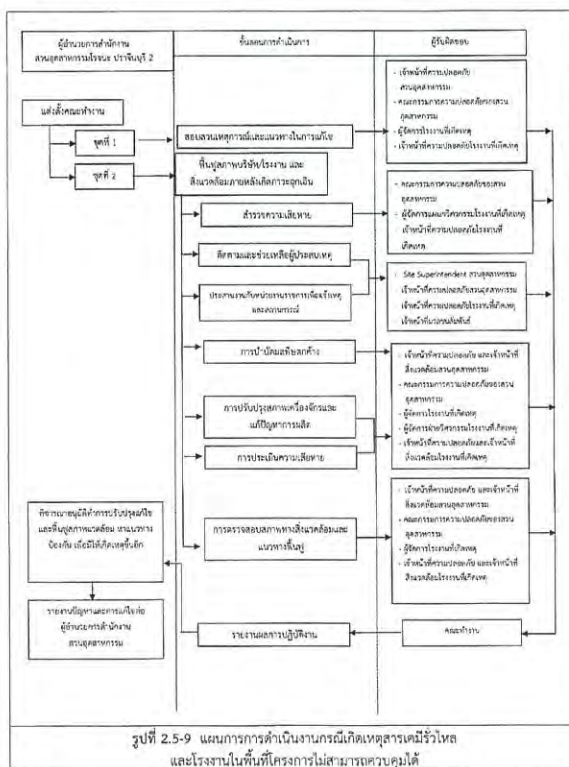 ผู้อำนวยการสำนักงาน
สวนอุตสาหกรรมโรจนะ ปราจีนบุรี 2
ขั้นตอนการดำเนินการ
ผู้รับผิดชอบ
แต่งตั้งคณะทำงาน
ชุดที่ 1
ชุดที่ 2
สอบสวนเหตุการณ์และแนวทางในการแก้ไข
- เจ้าหน้าที่ความปลอดภัย
สวนอุตสาหกรรม
- คณะกรรมการความปลอดภัยของสวน
อุตสาหกรรม
- ผู้จัดการโรงงานที่เกิดเหตุ
- เจ้าหน้าที่ความปลอดภัยโรงงานที่เกิดเหตุ
ฟื้นฟูสภาพบริษัท/โรงงาน และ
สิ่งแวดล้อมภายหลังเกิดภาวะฉุกเฉิน
สำรวจความเสียหาย
คณะกรรมการความปลอดภัยของสวน
อุตสาหกรรม
- ผู้จัดการแผนกวิศวกรรมโรงงานที่เกิดเหตุ
เจ้าหน้าที่ความปลอดภัยโรงงานที่
เกิดเหตุ
ติดตามและช่วยเหลือผู้ประสบเหตุ
ประสานงานกับหน่วยงานราชการเพื่อแจ้งเหตุ
และสถานการณ์
Site Superintendent สวนอุตสาหกรรม
เจ้าหน้าที่ความปลอดภัยสวนอุตสาหกรรม
เจ้าหน้าที่ความปลอดภัยโรงงานที่เกิดเหตุ
เจ้าหน้าที่มวลชนสัมพันธ์
การบำบัดมลพิษตกค้าง
การปรับปรุงสภาพเครื่องจักรและ
แก้ปัญหาการผลิต
การประเมินความเสียหาย
- เจ้าหน้าที่ความปลอดภัย และเจ้าหน้าที่
สิ่งแวดล้อมสวนอุตสาหกรรม
- คณะกรรมการความปลอดภัยของสวน
อุตสาหกรรม
- ผู้จัดการโรงงานที่เกิดเหตุ
- ผู้จัดการฝ่ายวิศวกรรมโรงงานที่เกิดเหตุ
- เจ้าหน้าที่ความปลอดภัยและเจ้าหน้าที่
สิ่งแวดล้อมโรงงานที่เกิดเหตุ
พิจารณาอนุมัติทำการปรับปรุงแก้ไข
และฟื้นฟูสภาพแวดล้อม หาแนวทาง
ป้องกัน เพื่อมิให้เกิดเหตุขึ้นอีก
การตรวจสอบสภาพทางสิ่งแวดล้อมและ
แนวทางฟื้นฟู
- เจ้าหน้าที่ความปลอดภัย และเจ้าหน้าที่
สิ่งแวดล้อมสวนอุตสาหกรรม
- คณะกรรมการความปลอดภัยของสวน
อุตสาหกรรม
- ผู้จัดการโรงงานที่เกิดเหตุ
- เจ้าหน้าที่ความปลอดภัย และเจ้าหน้าที่
สิ่งแวดล้อมโรงงานที่เกิดเหตุ
รายงานปัญหาและการแก้ไขต่อ
ผู้อำนวยการสำนักงาน
สวนอุตสาหกรรม
รายงานผลการปฏิบัติงาน
คณะทำงาน
รูปที่ 2.5-9 แผนการการดำเนินงานกรณีเกิดเหตุสารเคมีรั่วไหล
และโรงงานในพื้นที่โครงการไม่สามารถควบคุมได้